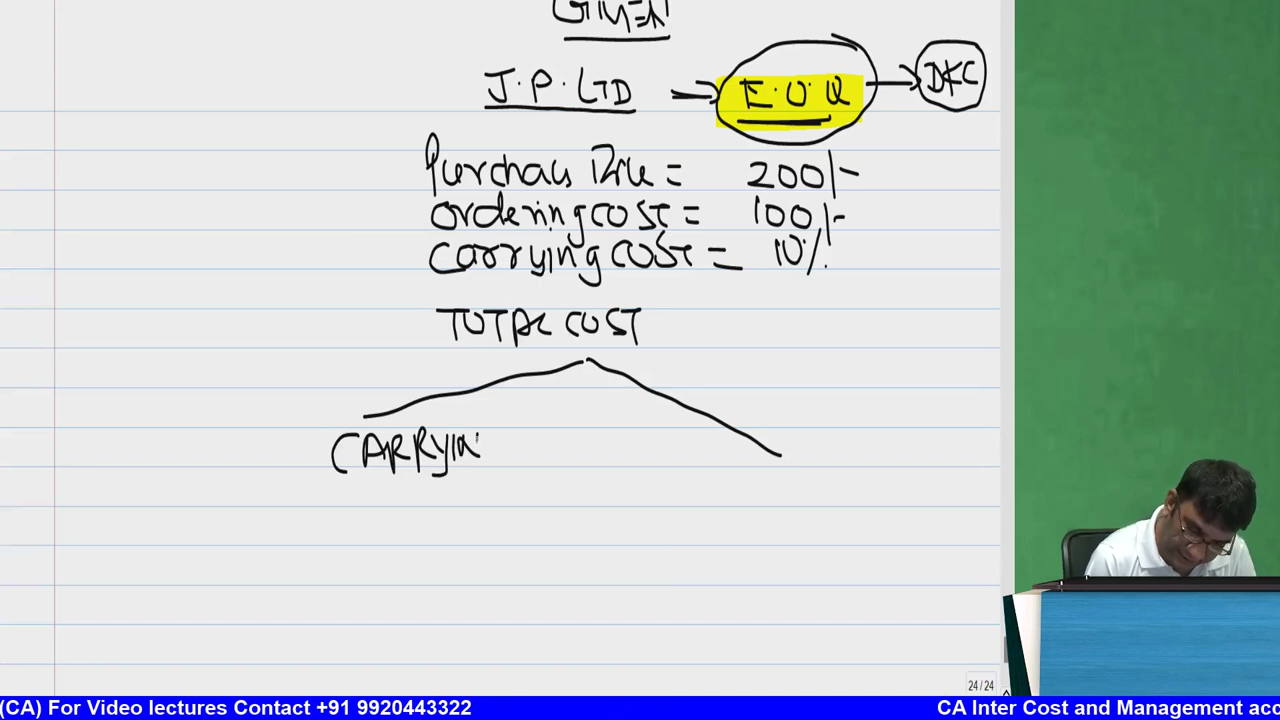 GIVEN
J.P. LTD → E.O.Q → DKC
Purchase Price = 200/-
ordering cost = 100/-
carrying cost = 10%.
TOTAL COST
CARRYIN
24 / 24
(CA) For Video lectures Contact +91 9920443322
CA Inter Cost and Management acc